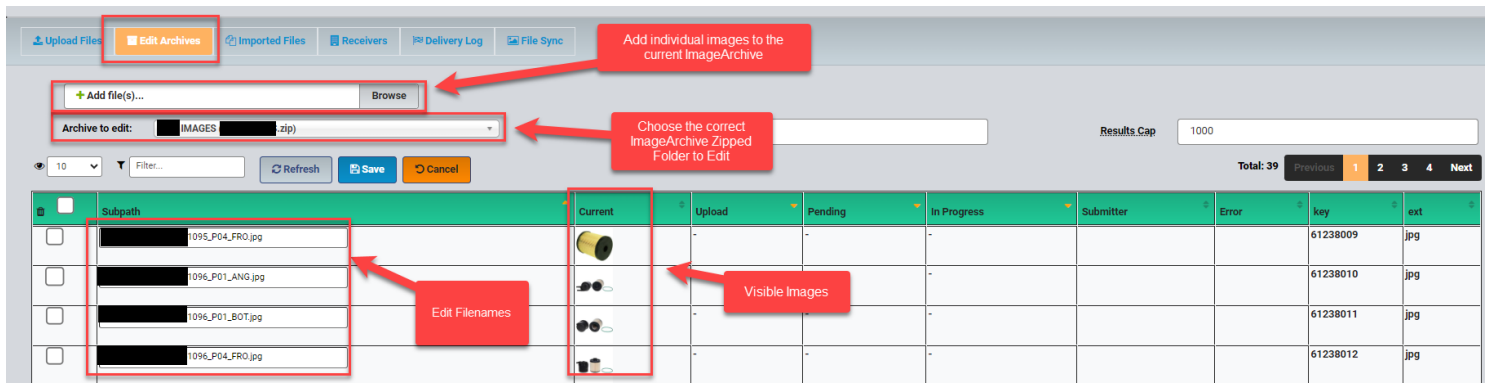 Upload Files
Edit Archives
Imported Files
Receivers
Delivery Log
File Sync
Add individual images to the
current ImageArchive
+ Add file(s)...
Browse
Archive to edit:
IMAGES
.zip)
Choose the correct
ImageArchive Zipped
Folder to Edit
Results Cap
1000
10
Filter...
Refresh
Save
Cancel
Total: 39
Previous 1 2 3 4 Next
Subpath
Current
Upload
Pending
In Progress
Submitter
Error
key
ext
1095_P04_FRO.jpg
-
-
-
61238009
jpg
1096_P01_ANG.jpg
-
-
-
61238010
jpg
Edit Filenames
Visible Images
1096_P01_BOT.jpg
-
-
-
61238011
jpg
1096_P04_FRO.jpg
-
-
-
61238012
jpg